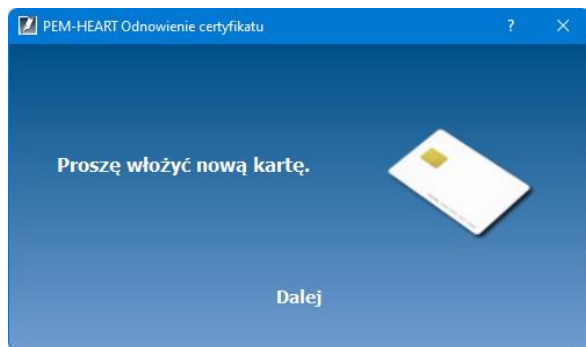 PEM-HEART Odnowienie certyfikatu
Proszę włożyć nową kartę.
Dalej